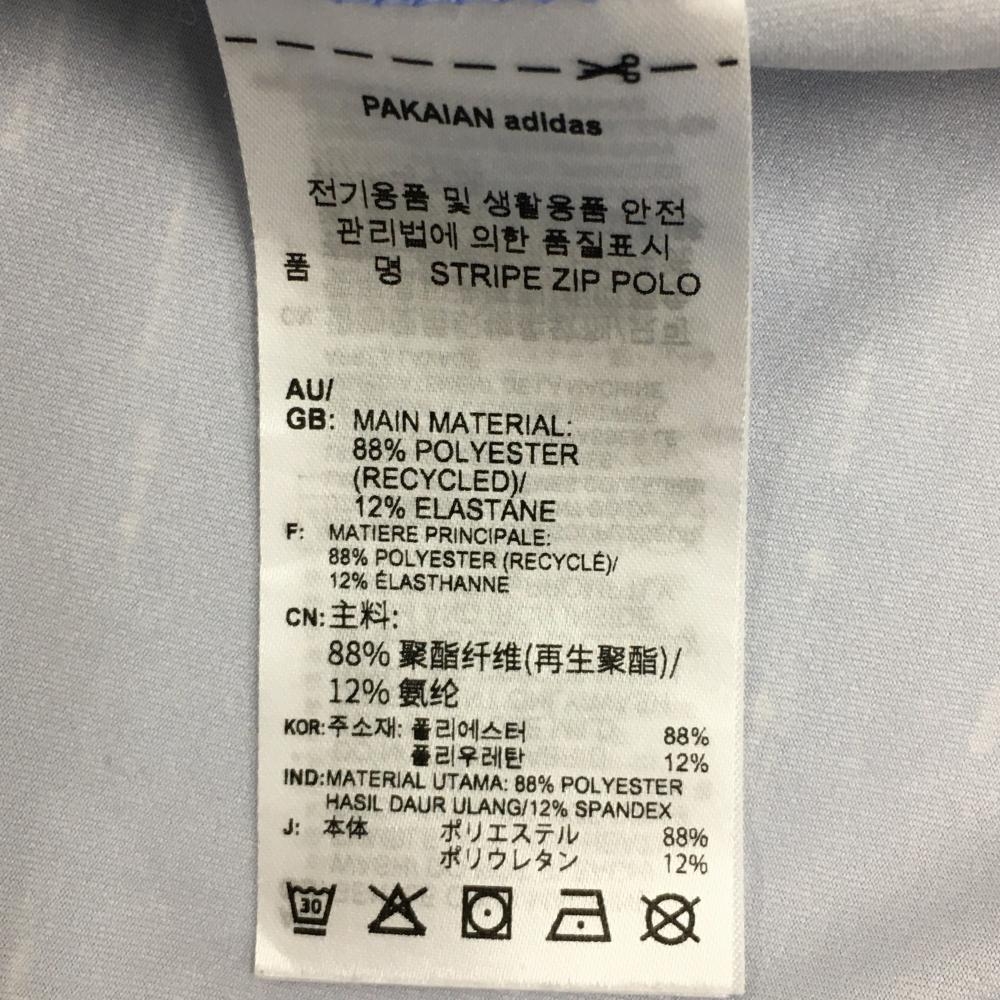 PAKAIAN adidas
전기용품 및 생활용품 안전
관리법에 의한 품질표시
품 명 STRIPE ZIP POLO
AU/
GB: MAIN MATERIAL:
88% POLYESTER
(RECYCLED)/
12% ELASTANE
F: MATIERE PRINCIPALE:
88% POLYESTER (RECYCLÉ)/
12% ÉLASTHANNE
CN: 主料:
88% 聚酯纤维(再生聚酯)/
12% 氨纶
KOR: 주소재: 폴리에스터 88%
폴리우레탄 12%
IND: MATERIAL UTAMA: 88% POLYESTER
HASIL DAUR ULANG/12% SPANDEX
J: 本体 ポリエステル 88%
ポリウレタン 12%
30